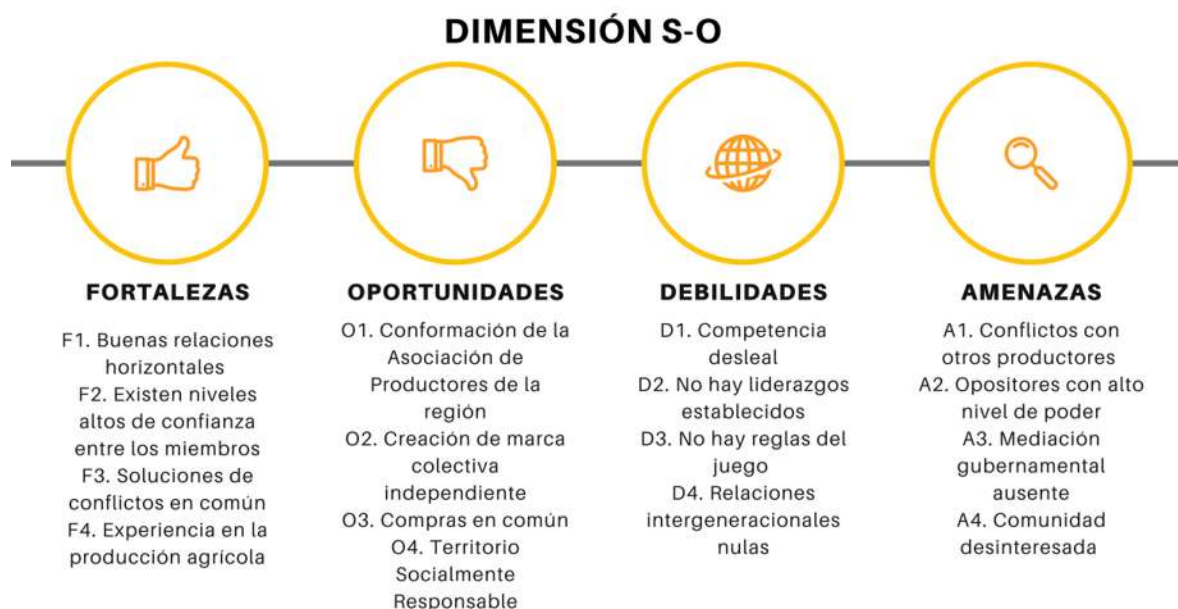 DIMENSIÓN S-O
FORTALEZAS
F1. Buenas relaciones
horizontales
F2. Existen niveles
altos de confianza
entre los miembros
F3. Soluciones de
conflictos en común
F4. Experiencia en la
producción agrícola
OPORTUNIDADES
O1. Conformación de la
Asociación de
Productores de la
región
O2. Creación de marca
colectiva
independiente
O3. Compras en común
O4. Territorio
Socialmente
Responsable
DEBILIDADES
D1. Competencia
desleal
D2. No hay liderazgos
establecidos
D3. No hay reglas del
juego
D4. Relaciones
intergeneracionales
nulas
AMENAZAS
A1. Conflictos con
otros productores
A2. Opositores con alto
nivel de poder
A3. Mediación
gubernamental
ausente
A4. Comunidad
desinteresada